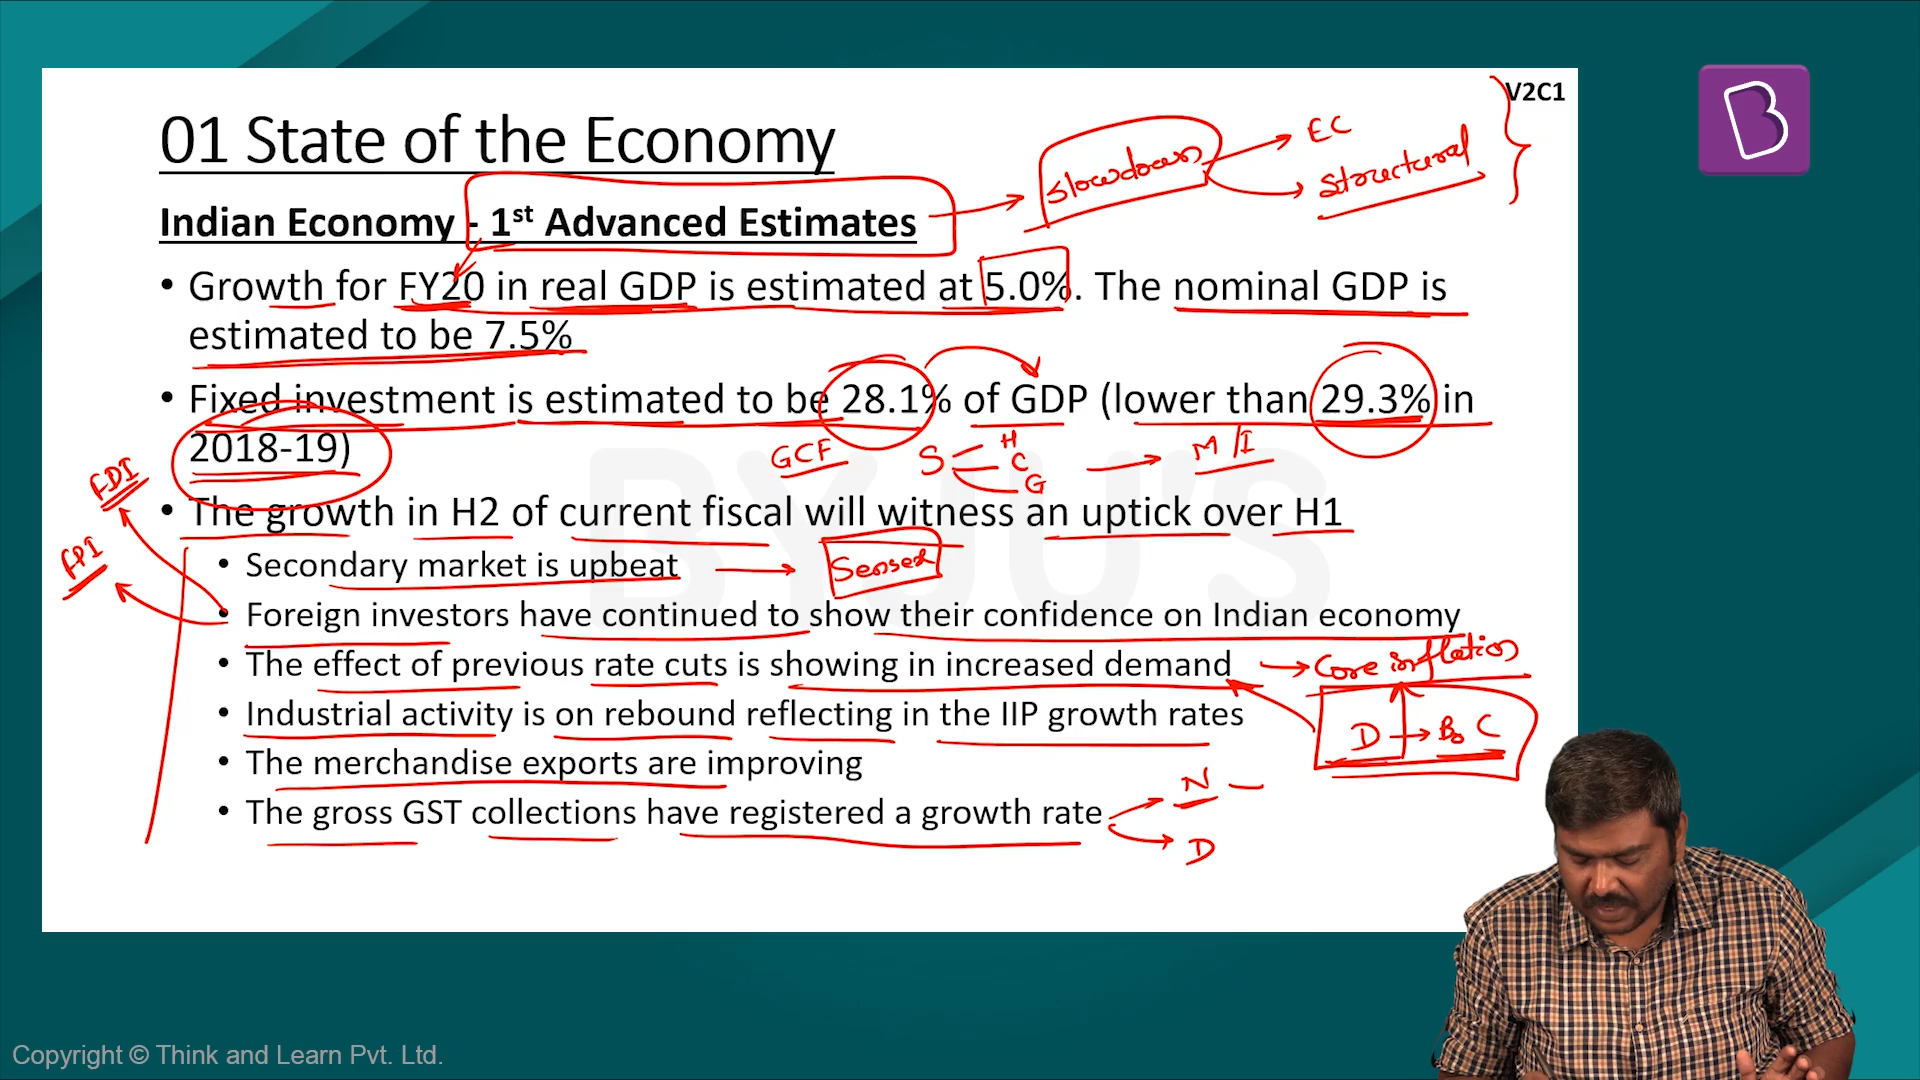 V2C1
01 State of the Economy
EC
Slowdown
Structural
Indian Economy - 1st Advanced Estimates
• Growth for FY20 in real GDP is estimated at 5.0%. The nominal GDP is
estimated to be 7.5%
• Fixed investment is estimated to be 28.1% of GDP (lower than 29.3% in
2018-19)
GCF
S
H
C
G
M/I
FDI
• The growth in H2 of current fiscal will witness an uptick over H1
FPI
• Secondary market is upbeat
Sensex
• Foreign investors have continued to show their confidence on Indian economy
• The effect of previous rate cuts is showing in increased demand
Core inflation
• Industrial activity is on rebound reflecting in the IIP growth rates
D → B C
• The merchandise exports are improving
N –
• The gross GST collections have registered a growth rate
D
BYJU'S
B
Copyright © Think and Learn Pvt. Ltd.